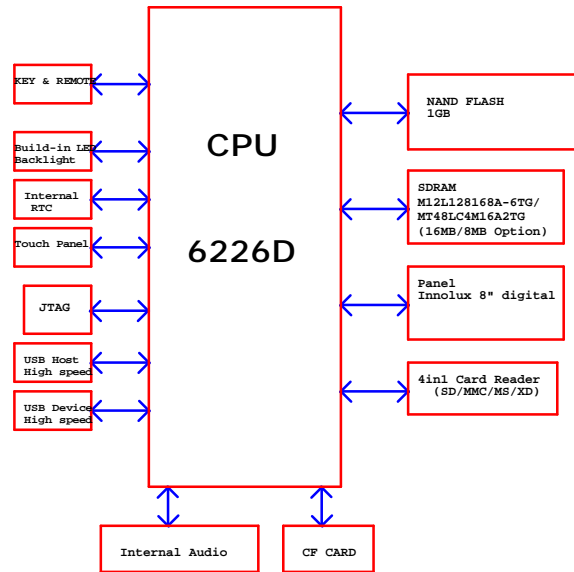 KEY & REMOTE
Build-in LED
Backlight
Internal
RTC
Touch Panel
JTAG
USB Host
High speed
USB Device
High speed
CPU
6226D
NAND FLASH
1GB
SDRAM
M12L128168A-6TG/
MT48LC4M16A2TG
(16MB/8MB Option)
Panel
Innolux 8" digital
4in1 Card Reader
(SD/MMC/MS/XD)
Internal Audio
CF CARD